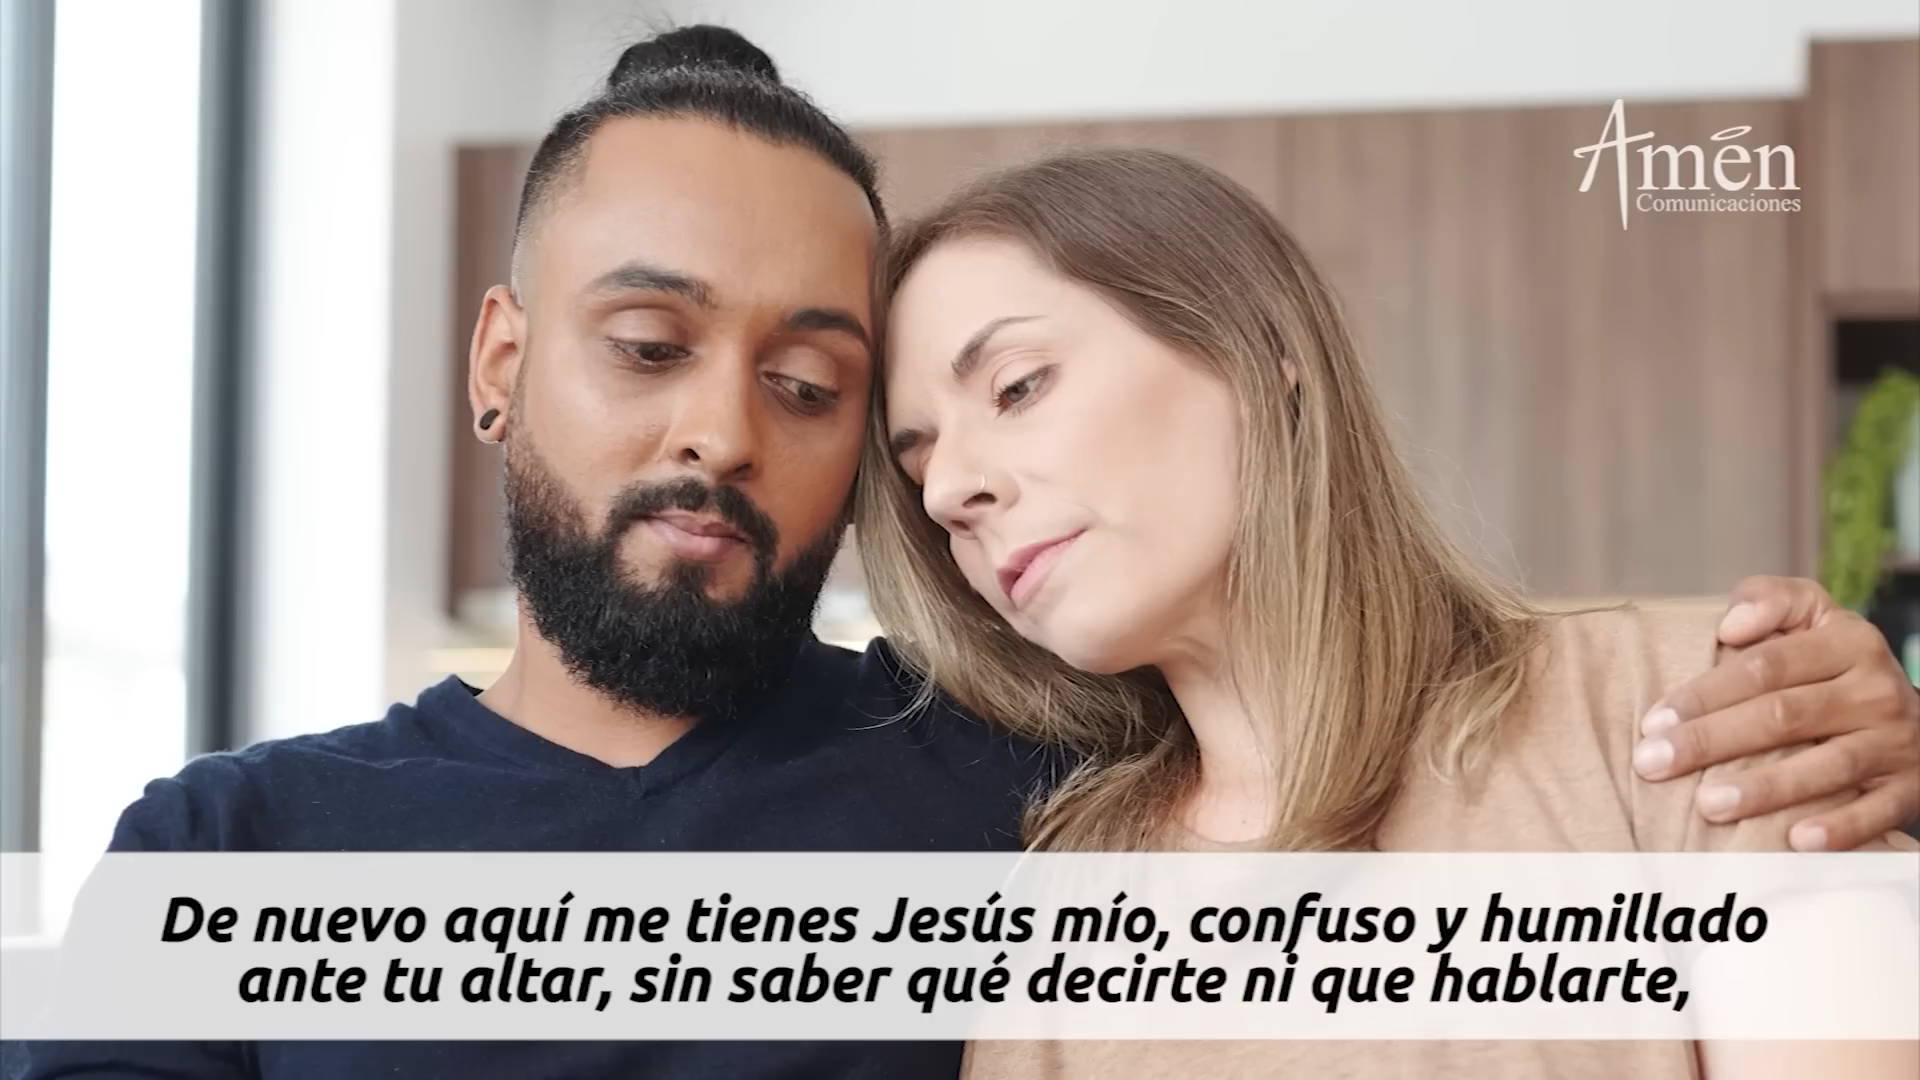 Amén
Comunicaciones
De nuevo aquí me tienes Jesús mío, confuso y humillado
ante tu altar, sin saber qué decirte ni que hablarte,